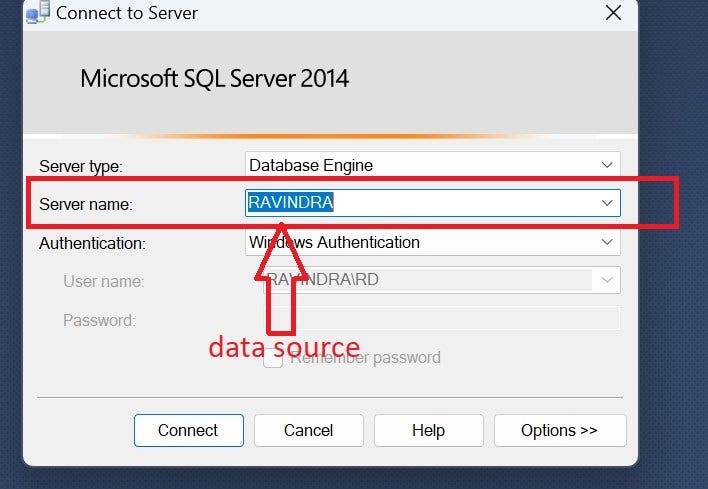 Connect to Server
Microsoft SQL Server 2014
Server type: Database Engine
Server name: RAVINDRA
Authentication: Windows Authentication
User name: RAVINDRA\RD
Password:
data source
Remember password
Connect Cancel Help Options >>